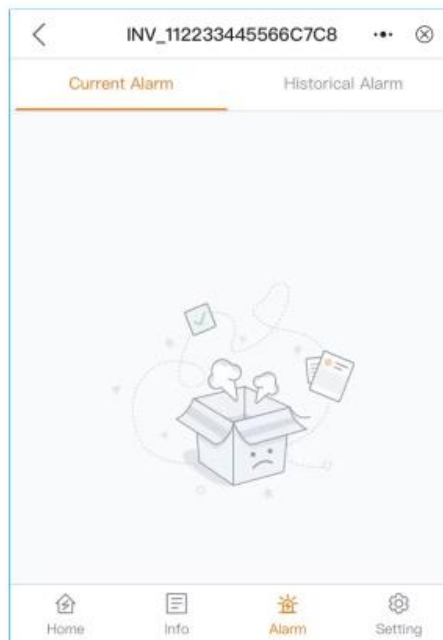 INV_112233445566C7C8
Current Alarm Historical Alarm
Home Info Alarm Setting